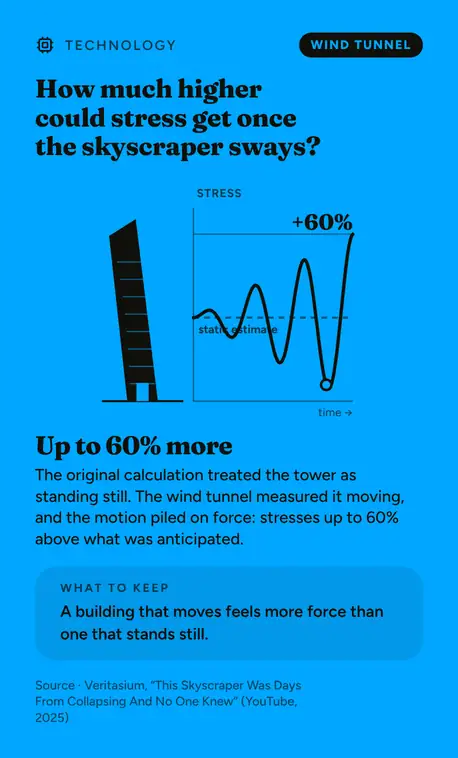 TECHNOLOGY
WIND TUNNEL
How much higher
could stress get once
the skyscraper sways?
STRESS
+60%
static estimate
time →
Up to 60% more
The original calculation treated the tower as
standing still. The wind tunnel measured it moving,
and the motion piled on force: stresses up to 60%
above what was anticipated.
WHAT TO KEEP
A building that moves feels more force than
one that stands still.
Source · Veritasium, “This Skyscraper Was Days
From Collapsing And No One Knew” (YouTube,
2025)